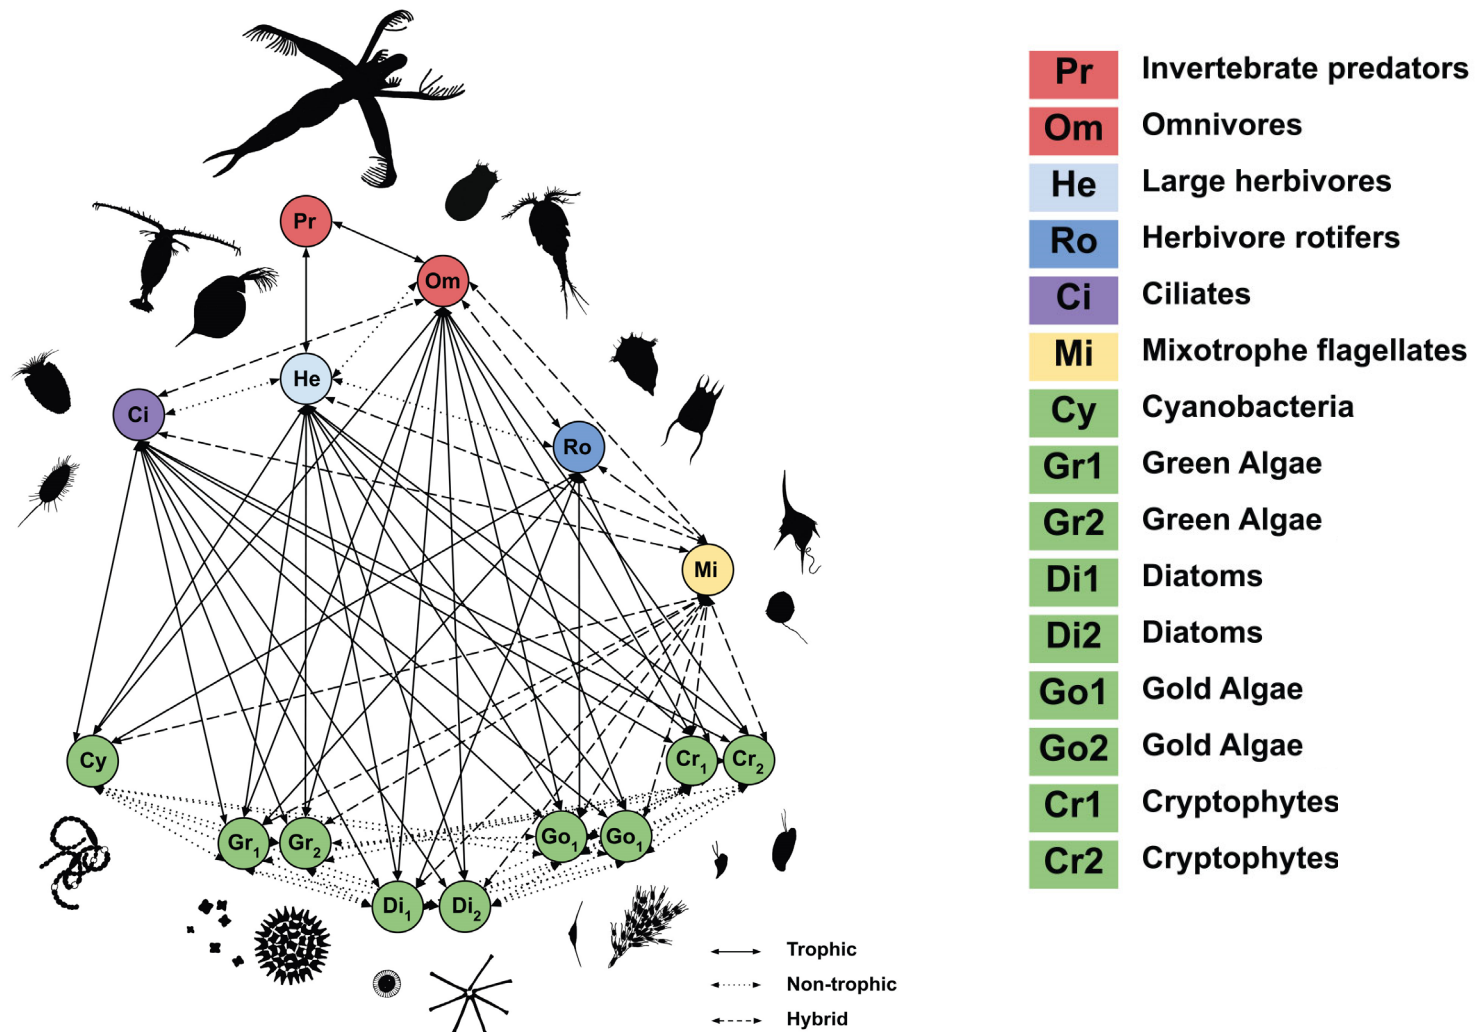 Pr Invertebrate predators
Om Omnivores
He Large herbivores
Ro Herbivore rotifers
Ci Ciliates
Mi Mixotrophe flagellates
Cy Cyanobacteria
Gr1 Green Algae
Gr2 Green Algae
Di1 Diatoms
Di2 Diatoms
Go1 Gold Algae
Go2 Gold Algae
Cr1 Cryptophytes
Cr2 Cryptophytes
Pr
Om
He
Ci
Ro
Mi
Cy
Cr1
Cr2
Gr1
Gr2
Go1
Go1
Di1
Di2
Trophic
Non-trophic
Hybrid